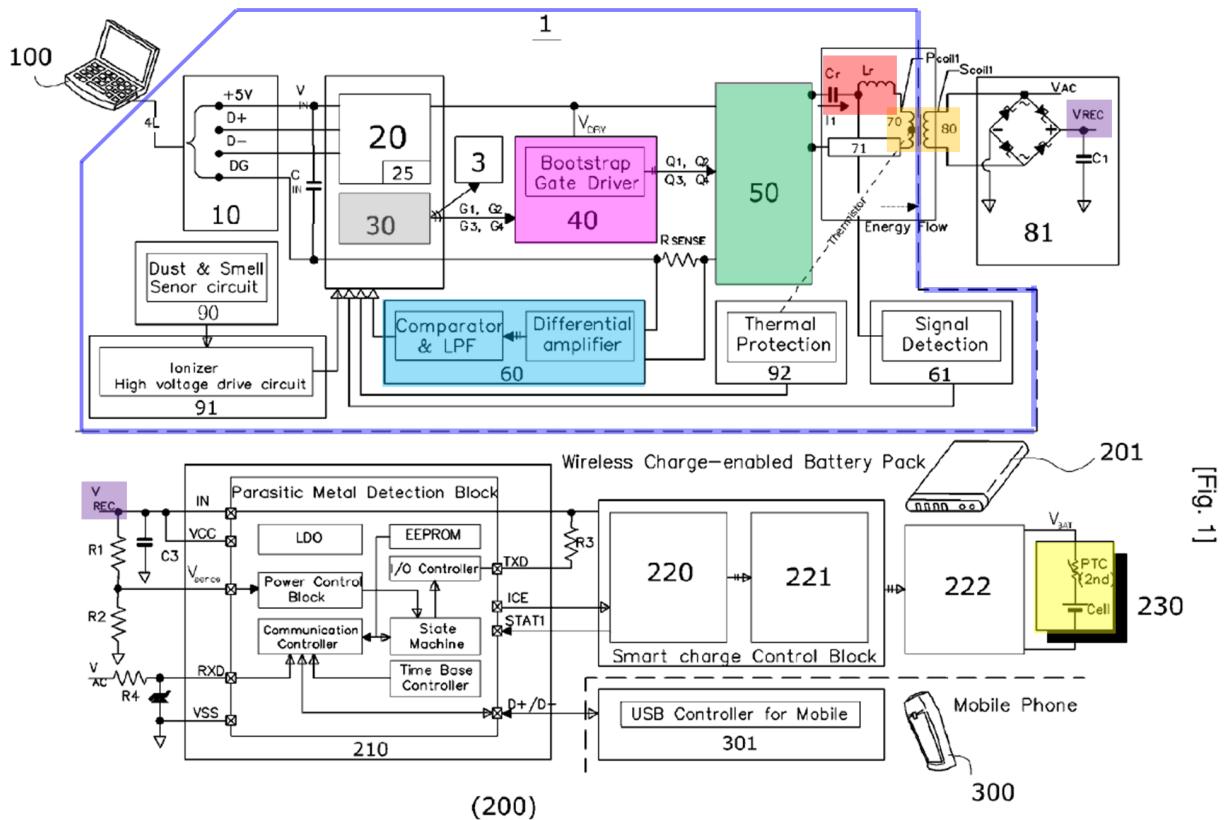 1
100
4L
+5V
D+
D−
DG
10
V
IN
C
IN
20
25
30
3
G1, G2
G3, G4
V
DRV
Bootstrap
Gate Driver
40
Q1, Q2
Q3, Q4
50
RSENSE
Cr
Lr
I1
70
71
Pcoil1
Scoil1
80
Thermistor
Energy Flow
VAC
VREC
C1
81
Dust & Smell
Senor circuit
90
Ionizer
High voltage drive circuit
91
Comparator
& LPF
Differential
amplifier
60
Thermal
Protection
92
Signal
Detection
61
Wireless Charge-enabled Battery Pack
201
[Fig. 1]
V
REC
R1
C3
R2
V
AC
R4
IN
VCC
Vsence
RXD
VSS
Parasitic Metal Detection Block
LDO
EEPROM
I/O Controller
Power Control
Block
Communication
Controller
State
Machine
Time Base
Controller
210
TXD
ICE
STAT1
D+/D−
R3
220
221
Smart charge Control Block
222
VBAT
PTC
(2nd)
Cell
230
USB Controller for Mobile
301
Mobile Phone
300
(200)